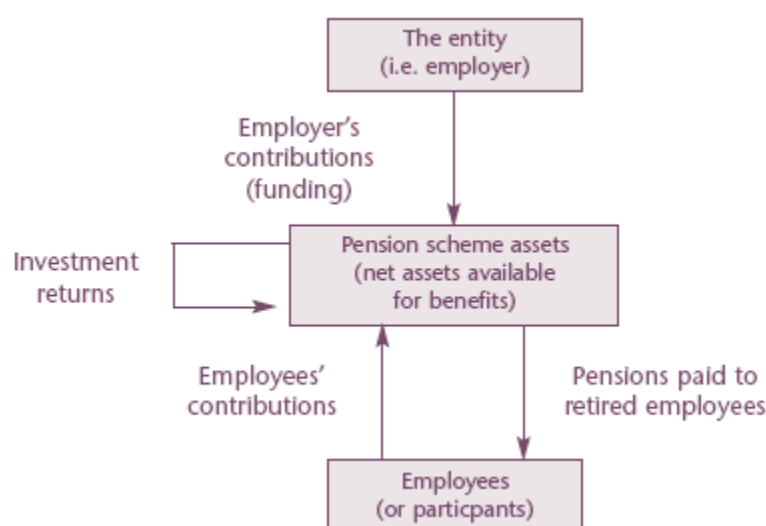 The entity
(i.e. employer)
Employer's
contributions
(funding)
Pension scheme assets
(net assets available
for benefits)
Investment
returns
Employees'
contributions
Pensions paid to
retired employees
Employees
(or particpants)